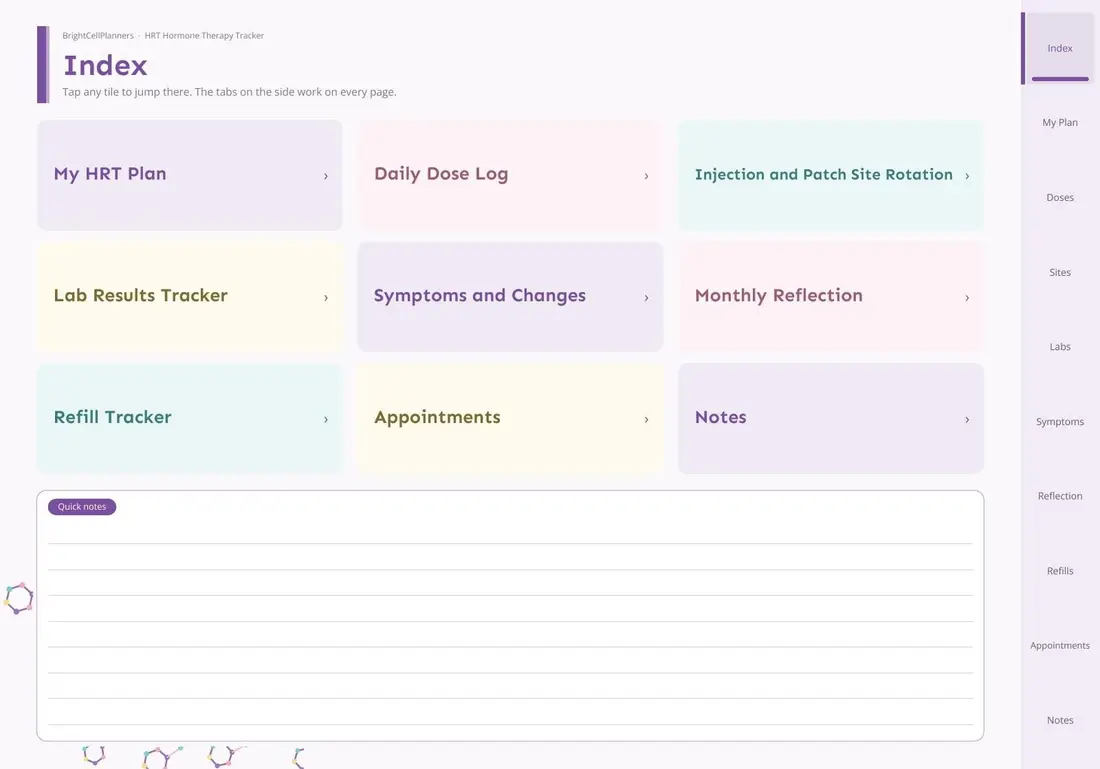 BrightCellPlanners · HRT Hormone Therapy Tracker
Index
Tap any tile to jump there. The tabs on the side work on every page.
My HRT Plan ›
Daily Dose Log ›
Injection and Patch Site Rotation ›
Lab Results Tracker ›
Symptoms and Changes ›
Monthly Reflection ›
Refill Tracker ›
Appointments ›
Notes ›
Quick notes
Index
My Plan
Doses
Sites
Labs
Symptoms
Reflection
Refills
Appointments
Notes